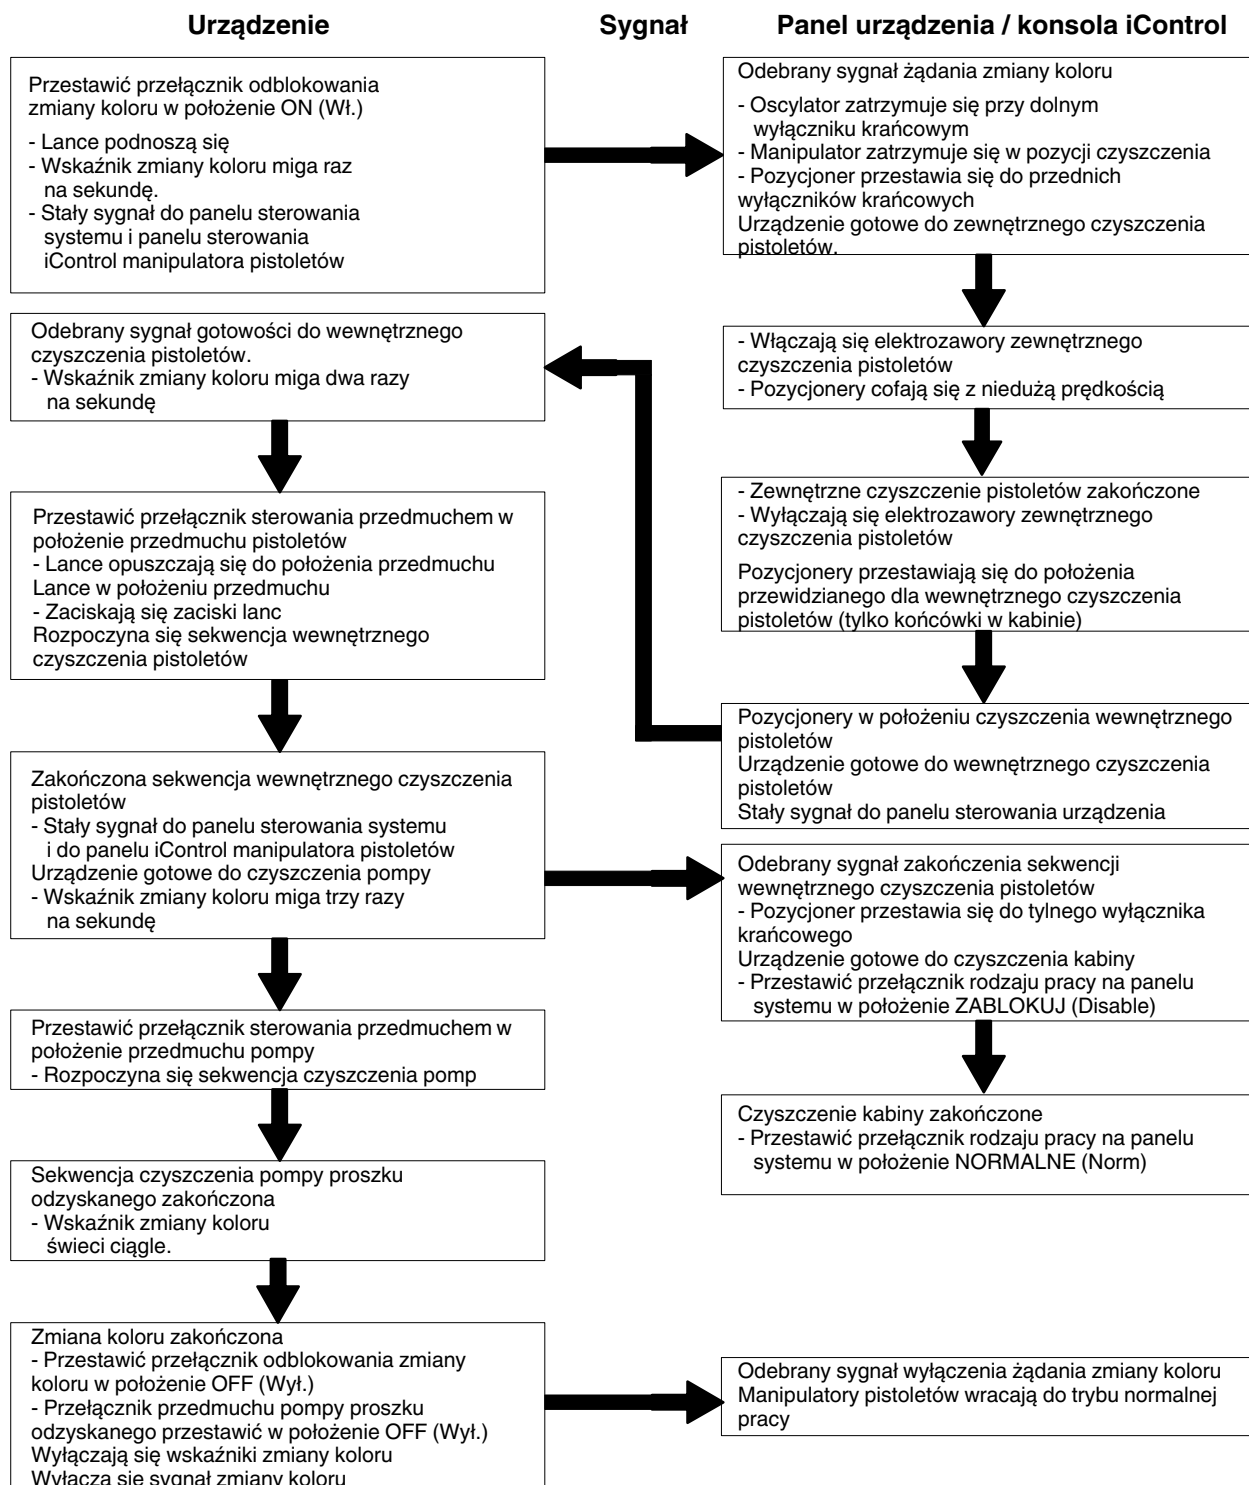 Urządzenie
Sygnał
Panel urządzenia / konsola iControl
Przestawić przełącznik odblokowania
zmiany koloru w położenie ON (Wł.)
- Lance podnoszą się
- Wskaźnik zmiany koloru miga raz
na sekundę.
- Stały sygnał do panelu sterowania
systemu i panelu sterowania
iControl manipulatora pistoletów
Odebrany sygnał żądania zmiany koloru
- Oscylator zatrzymuje się przy dolnym
wyłączniku krańcowym
- Manipulator zatrzymuje się w pozycji czyszczenia
- Pozycjoner przestawia się do przednich
wyłączników krańcowych
Urządzenie gotowe do zewnętrznego czyszczenia
pistoletów.
- Włączają się elektrozawory zewnętrznego
czyszczenia pistoletów
- Pozycjonery cofają się z niedużą prędkością
- Zewnętrzne czyszczenie pistoletów zakończone
- Wyłączają się elektrozawory zewnętrznego
czyszczenia pistoletów
Pozycjonery przestawiają się do położenia
przewidzianego dla wewnętrznego czyszczenia
pistoletów (tylko końcówki w kabinie)
Pozycjonery w położeniu czyszczenia wewnętrznego
pistoletów
Urządzenie gotowe do wewnętrznego czyszczenia
pistoletów
Stały sygnał do panelu sterowania urządzenia
Odebrany sygnał gotowości do wewnętrznego
czyszczenia pistoletów.
- Wskaźnik zmiany koloru miga dwa razy
na sekundę
Przestawić przełącznik sterowania przedmuchem w
położenie przedmuchu pistoletów
- Lance opuszczają się do położenia przedmuchu
Lance w położeniu przedmuchu
- Zaciskają się zaciski lanc
Rozpoczyna się sekwencja wewnętrznego
czyszczenia pistoletów
Zakończona sekwencja wewnętrznego czyszczenia
pistoletów
- Stały sygnał do panelu sterowania systemu
i do panelu iControl manipulatora pistoletów
Urządzenie gotowe do czyszczenia pompy
- Wskaźnik zmiany koloru miga trzy razy
na sekundę
Odebrany sygnał zakończenia sekwencji
wewnętrznego czyszczenia pistoletów
- Pozycjoner przestawia się do tylnego wyłącznika
krańcowego
Urządzenie gotowe do czyszczenia kabiny
- Przestawić przełącznik rodzaju pracy na panelu
systemu w położenie ZABLOKUJ (Disable)
Czyszczenie kabiny zakończone
- Przestawić przełącznik rodzaju pracy na panelu
systemu w położenie NORMALNE (Norm)
Przestawić przełącznik sterowania przedmuchem w
położenie przedmuchu pompy
- Rozpoczyna się sekwencja czyszczenia pomp
Sekwencja czyszczenia pompy proszku
odzyskanego zakończona
- Wskaźnik zmiany koloru
świeci ciągle.
Zmiana koloru zakończona
- Przestawić przełącznik odblokowania zmiany
koloru w położenie OFF (Wył.)
- Przełącznik przedmuchu pompy proszku
odzyskanego przestawić w położenie OFF (Wył.)
Wyłączają się wskaźniki zmiany koloru
Wyłącza się sygnał zmiany koloru
Odebrany sygnał wyłączenia żądania zmiany koloru
Manipulatory pistoletów wracają do trybu normalnej
pracy